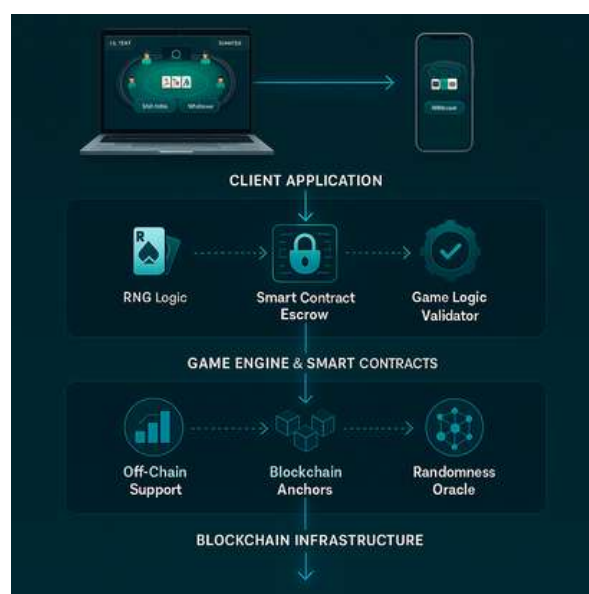 CLIENT APPLICATION
R
RNG Logic
Smart Contract
Escrow
Game Logic
Validator
GAME ENGINE & SMART CONTRACTS
Off-Chain
Support
Blockchain
Anchors
Randomness
Oracle
BLOCKCHAIN INFRASTRUCTURE